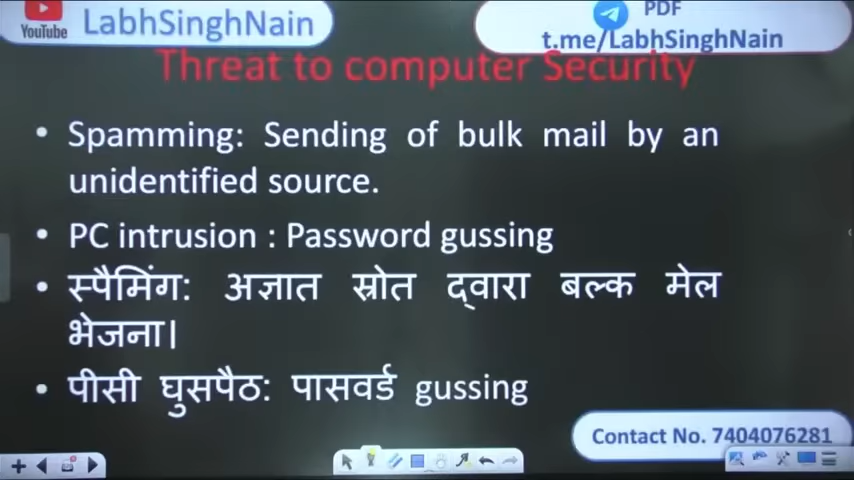 YouTube
LabhSinghNain
PDF
t.me/LabhSinghNain
Threat to computer Security
• Spamming: Sending of bulk mail by an
unidentified source.
• PC intrusion : Password gussing
• स्पैमिंग: अज्ञात स्रोत द्वारा बल्क मेल
भेजना।
• पीसी घुसपैठ: पासवर्ड gussing
Contact No. 7404076281